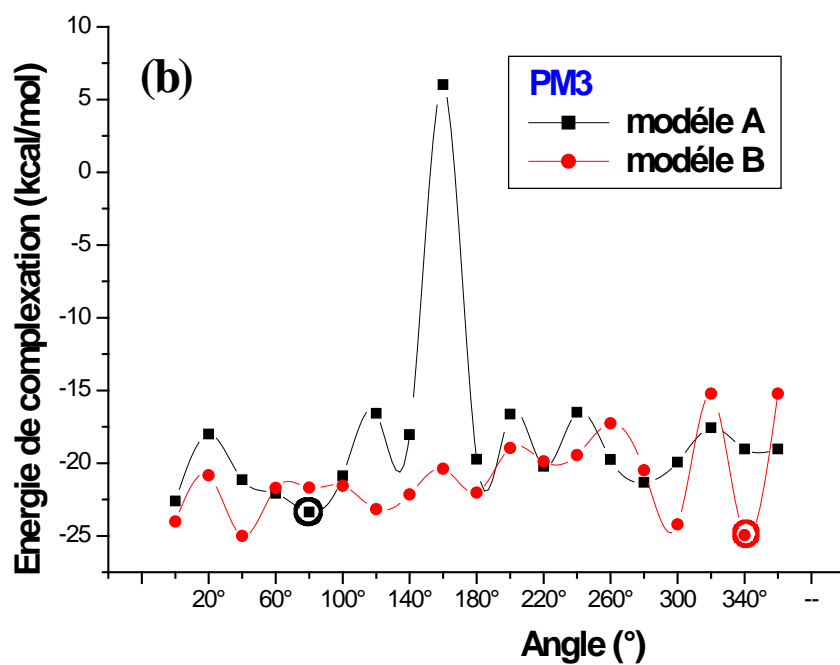 (b)
PM3
modéle A
modéle B
Energie de complexation (kcal/mol)
10
5
0
-5
-10
-15
-20
-25
20° 60° 100° 140° 180° 220° 260° 300° 340° --
Angle (°)